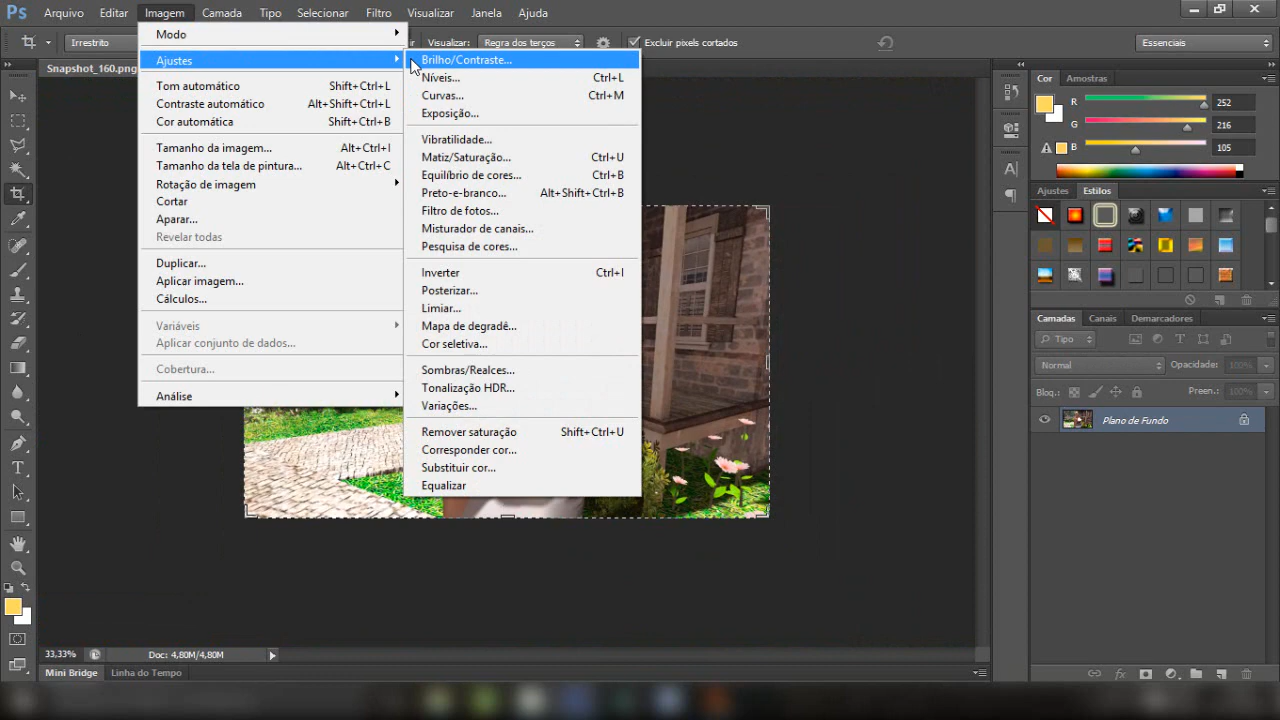 Ps Arquivo Editar Imagem Camada Tipo Selecionar Filtro Visualizar Janela Ajuda
Irrestrito Visualizar: Regra dos terços Excluir pixels cortados Essenciais
Snapshot_160.png
Modo
Ajustes
Tom automático Shift+Ctrl+L
Contraste automático Alt+Shift+Ctrl+L
Cor automática Shift+Ctrl+B
Tamanho da imagem... Alt+Ctrl+I
Tamanho da tela de pintura... Alt+Ctrl+C
Rotação de imagem
Cortar
Aparar...
Revelar todas
Duplicar...
Aplicar imagem...
Cálculos...
Variáveis
Aplicar conjunto de dados...
Cobertura...
Análise
Brilho/Contraste...
Níveis... Ctrl+L
Curvas... Ctrl+M
Exposição...
Vibratilidade...
Matiz/Saturação... Ctrl+U
Equilíbrio de cores... Ctrl+B
Preto-e-branco... Alt+Shift+Ctrl+B
Filtro de fotos...
Misturador de canais...
Pesquisa de cores...
Inverter Ctrl+I
Posterizar...
Limiar...
Mapa de degradê...
Cor seletiva...
Sombras/Realces...
Tonalização HDR...
Variações...
Remover saturação Shift+Ctrl+U
Corresponder cor...
Substituir cor...
Equalizar
Cor Amostras
R 252
G 216
B 105
Ajustes Estilos
Camadas Canais Demarcadores
Tipo
Normal Opacidade: 100%
Bloq.: Preen.: 100%
Plano de Fundo
33,33% Doc: 4,80M/4,80M
Mini Bridge Linha do Tempo